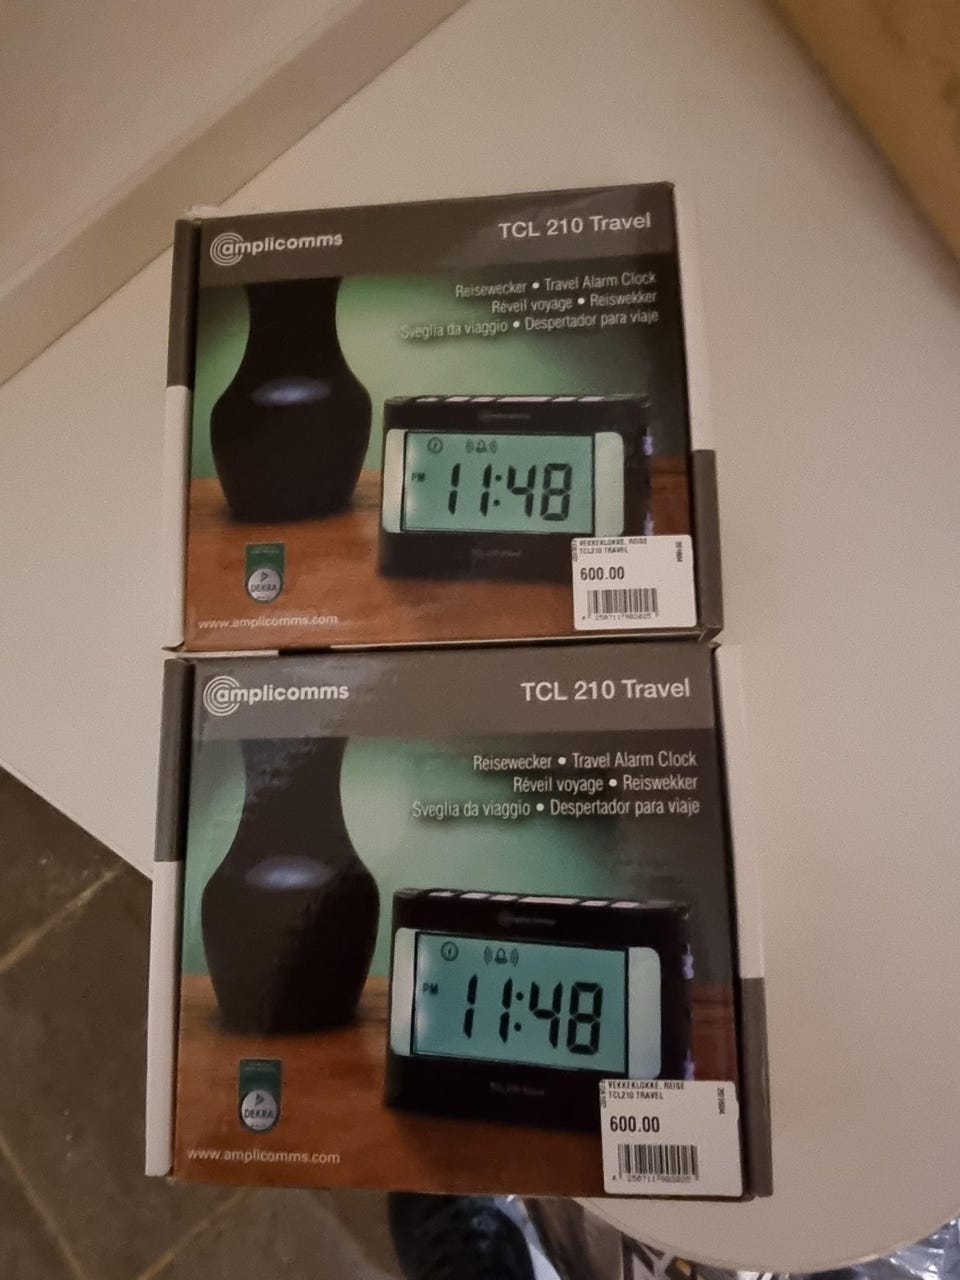 amplicomms
TCL 210 Travel
Reisewecker • Travel Alarm Clock
Réveil voyage • Reiswekker
Sveglia da viaggio • Despertador para viaje
PM 11:48
DEKRA
www.amplicomms.com
VEKKEKLOKKE, REISE
TCL210 TRAVEL
600.00
amplicomms
TCL 210 Travel
Reisewecker • Travel Alarm Clock
Réveil voyage • Reiswekker
Sveglia da viaggio • Despertador para viaje
PM 11:48
DEKRA
www.amplicomms.com
VEKKEKLOKKE, REISE
TCL210 TRAVEL
600.00